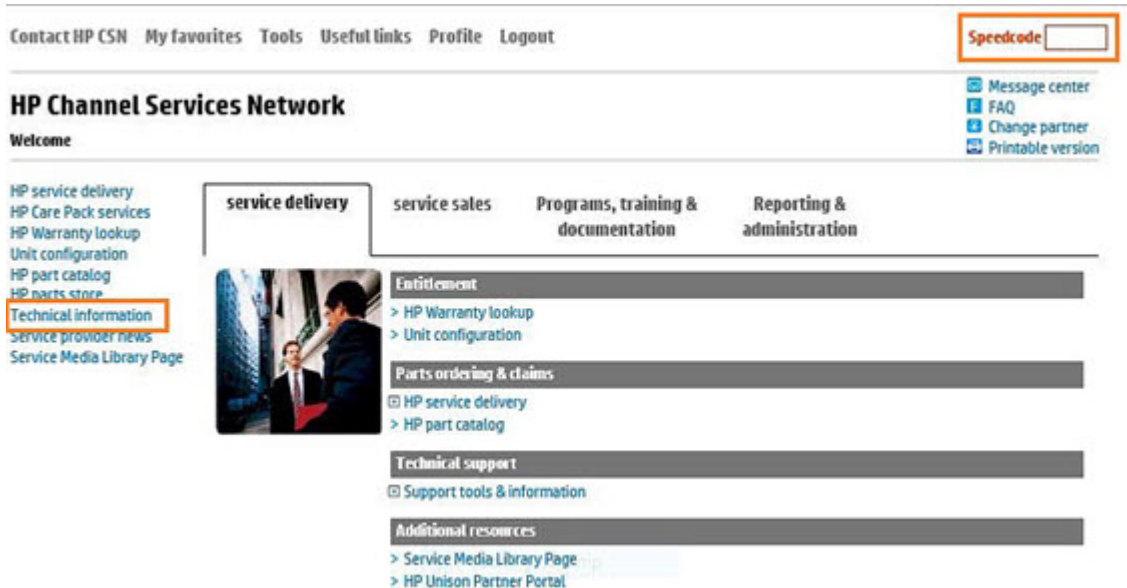 Contact HP CSN My favorites Tools Useful links Profile Logout
Speedcode
HP Channel Services Network
Welcome
Message center
FAQ
Change partner
Printable version
HP service delivery
HP Care Pack services
HP Warranty lookup
Unit configuration
HP part catalog
HP parts store
Technical information
Service provider news
Service Media Library Page
service delivery
service sales
Programs, training &
documentation
Reporting &
administration
Entitlement
> HP Warranty lookup
> Unit configuration
Parts ordering & claims
HP service delivery
> HP part catalog
Technical support
Support tools & information
Additional resources
> Service Media Library Page
> HP Unison Partner Portal